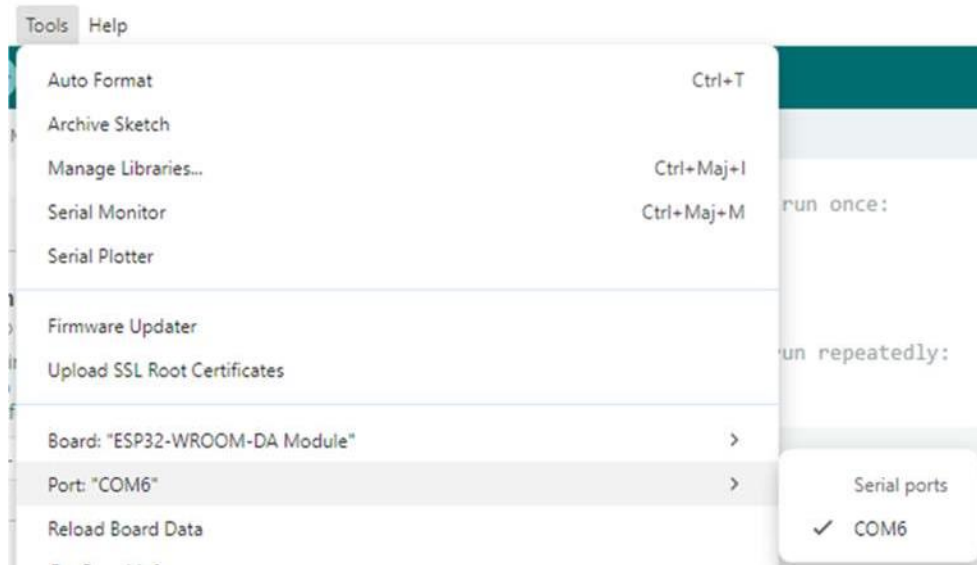 Tools Help
Auto Format Ctrl+T
Archive Sketch
Manage Libraries... Ctrl+Maj+I
Serial Monitor Ctrl+Maj+M
run once:
Serial Plotter
Firmware Updater
run repeatedly:
Upload SSL Root Certificates
Board: "ESP32-WROOM-DA Module"
Port: "COM6"
Serial ports
Reload Board Data
✓ COM6